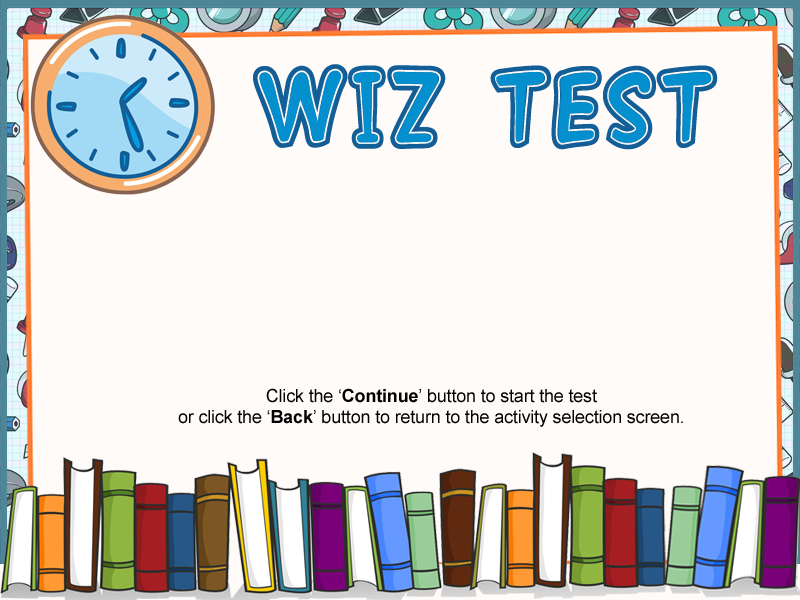 WIZ TEST
Click the ‘Continue’ button to start the test
or click the ‘Back’ button to return to the activity selection screen.